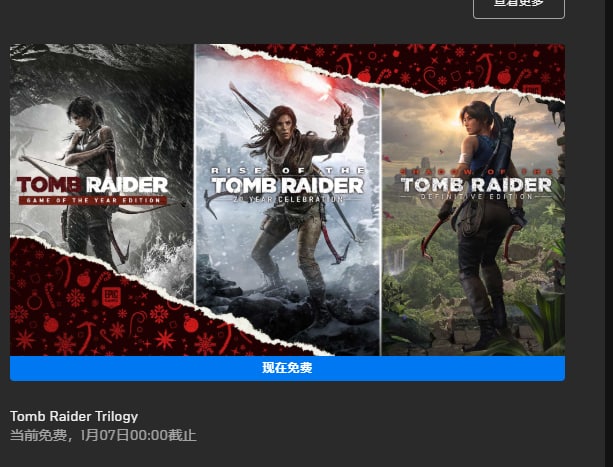 查看更多
TOMB RAIDER
GAME OF THE YEAR EDITION
RISE OF THE
TOMB RAIDER
20 YEAR CELEBRATION
SHADOW OF THE
TOMB RAIDER
DEFINITIVE EDITION
EPIC
GAMES
现在免费
Tomb Raider Trilogy
当前免费，1月07日00:00截止